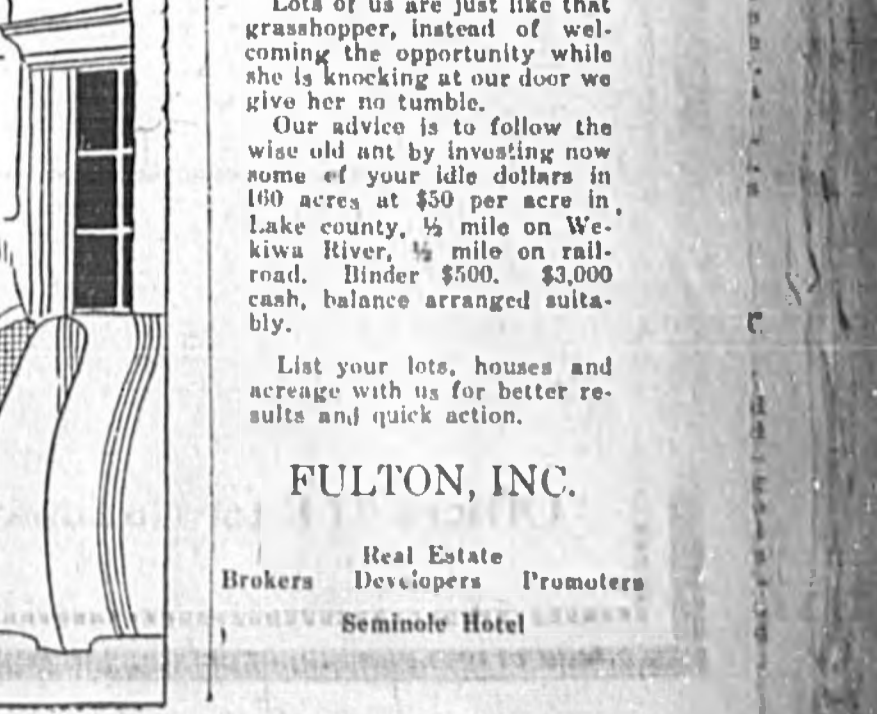 Lots of us are just like that
grasshopper, instead of wel-
coming the opportunity while
she is knocking at our door we
give her no tumble.
Our advice is to follow the
wise old ant by investing now
some of your idle dollars in
160 acres at $50 per acre in
Lake county, ½ mile on We-
kiwa River, ½ mile on rail-
road. Binder $500. $3,000
cash, balance arranged suita-
bly.
List your lots, houses and
acreage with us for better re-
sults and quick action.
FULTON, INC.
Real Estate
Brokers Developers Promoters
Seminole Hotel